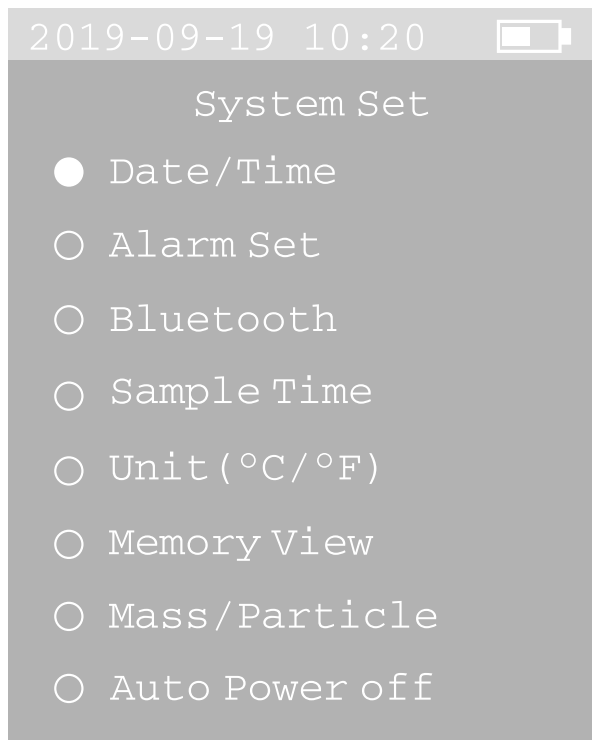 2019-09-19 10:20
System Set
Date/Time
Alarm Set
Bluetooth
Sample Time
Unit(°C/°F)
Memory View
Mass/Particle
Auto Power off